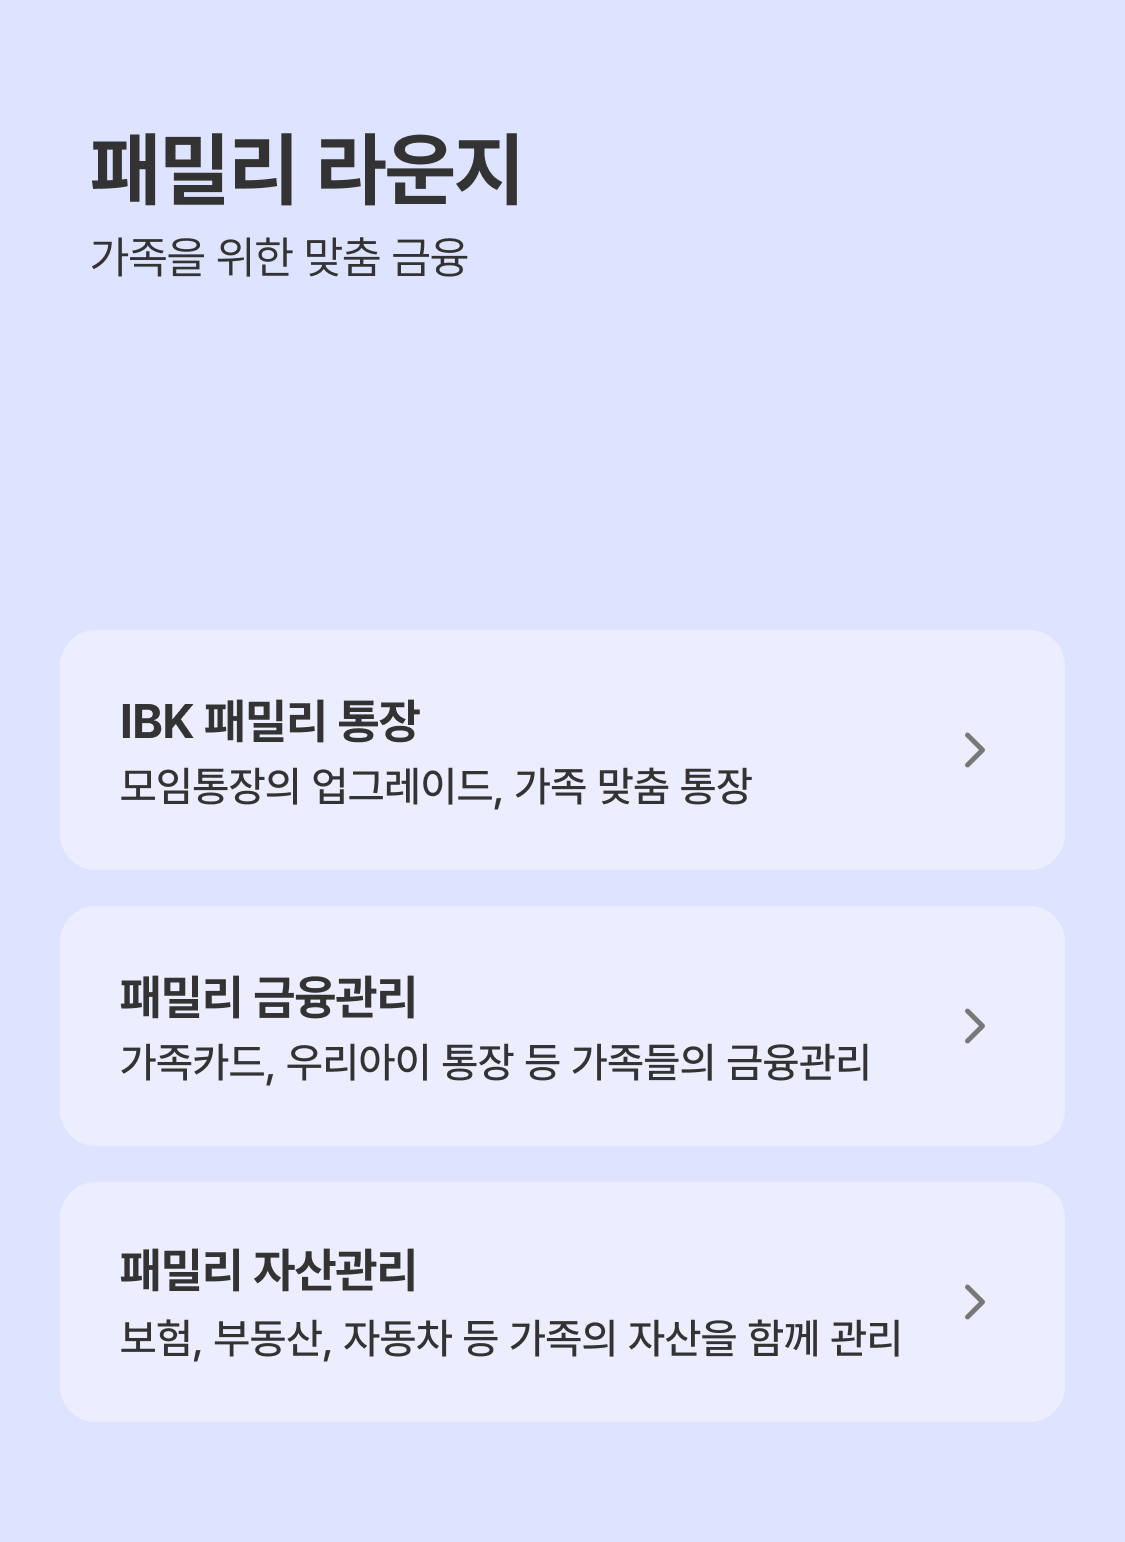 패밀리 라운지
가족을 위한 맞춤 금융
IBK 패밀리 통장
모임통장의 업그레이드, 가족 맞춤 통장
패밀리 금융관리
가족카드, 우리아이 통장 등 가족들의 금융관리
패밀리 자산관리
보험, 부동산, 자동차 등 가족의 자산을 함께 관리